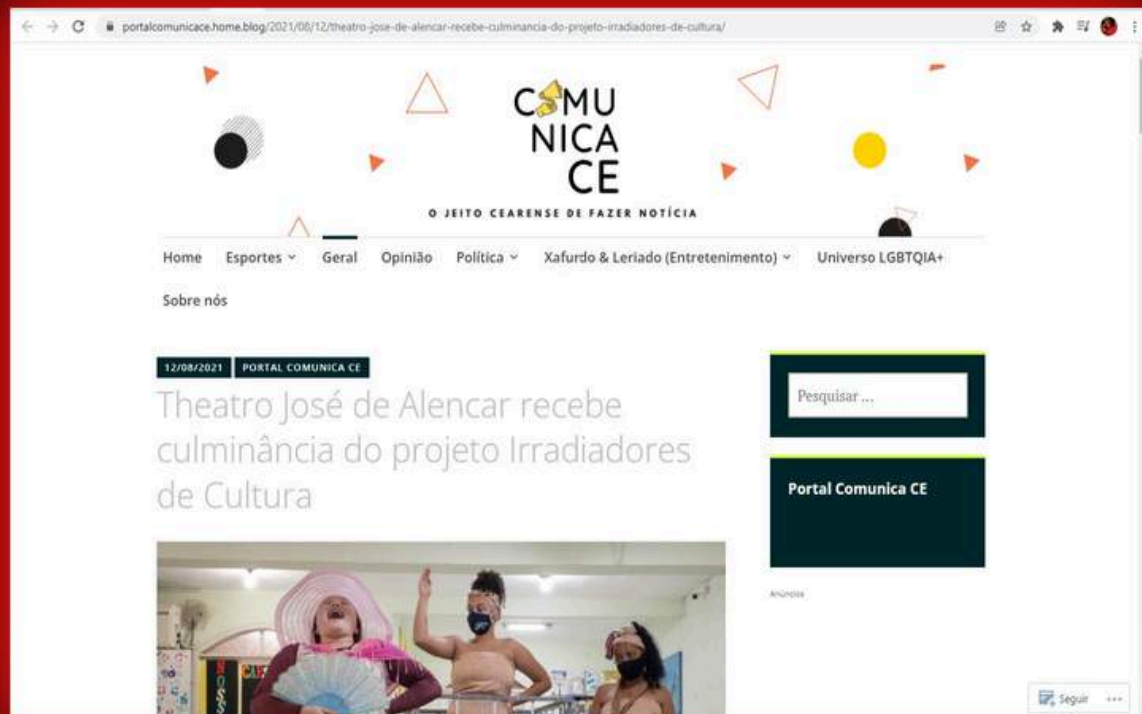 portalcomunicace.home.blog/2021/08/12/theatro-jose-de-alencar-recebe-culminancia-do-projeto-irradiadores-de-cultura/
COMU
NICA
CE
O JEITO CEARENSE DE FAZER NOTÍCIA
Home Esportes Geral Opinião Política Xafurdo & Leriado (Entretenimento) Universo LGBTQIA+
Sobre nós
12/08/2021 PORTAL COMUNICA CE
Theatro José de Alencar recebe
culminância do projeto Irradiadores
de Cultura
Pesquisar ...
Portal Comunica CE
Anúncios
Seguir